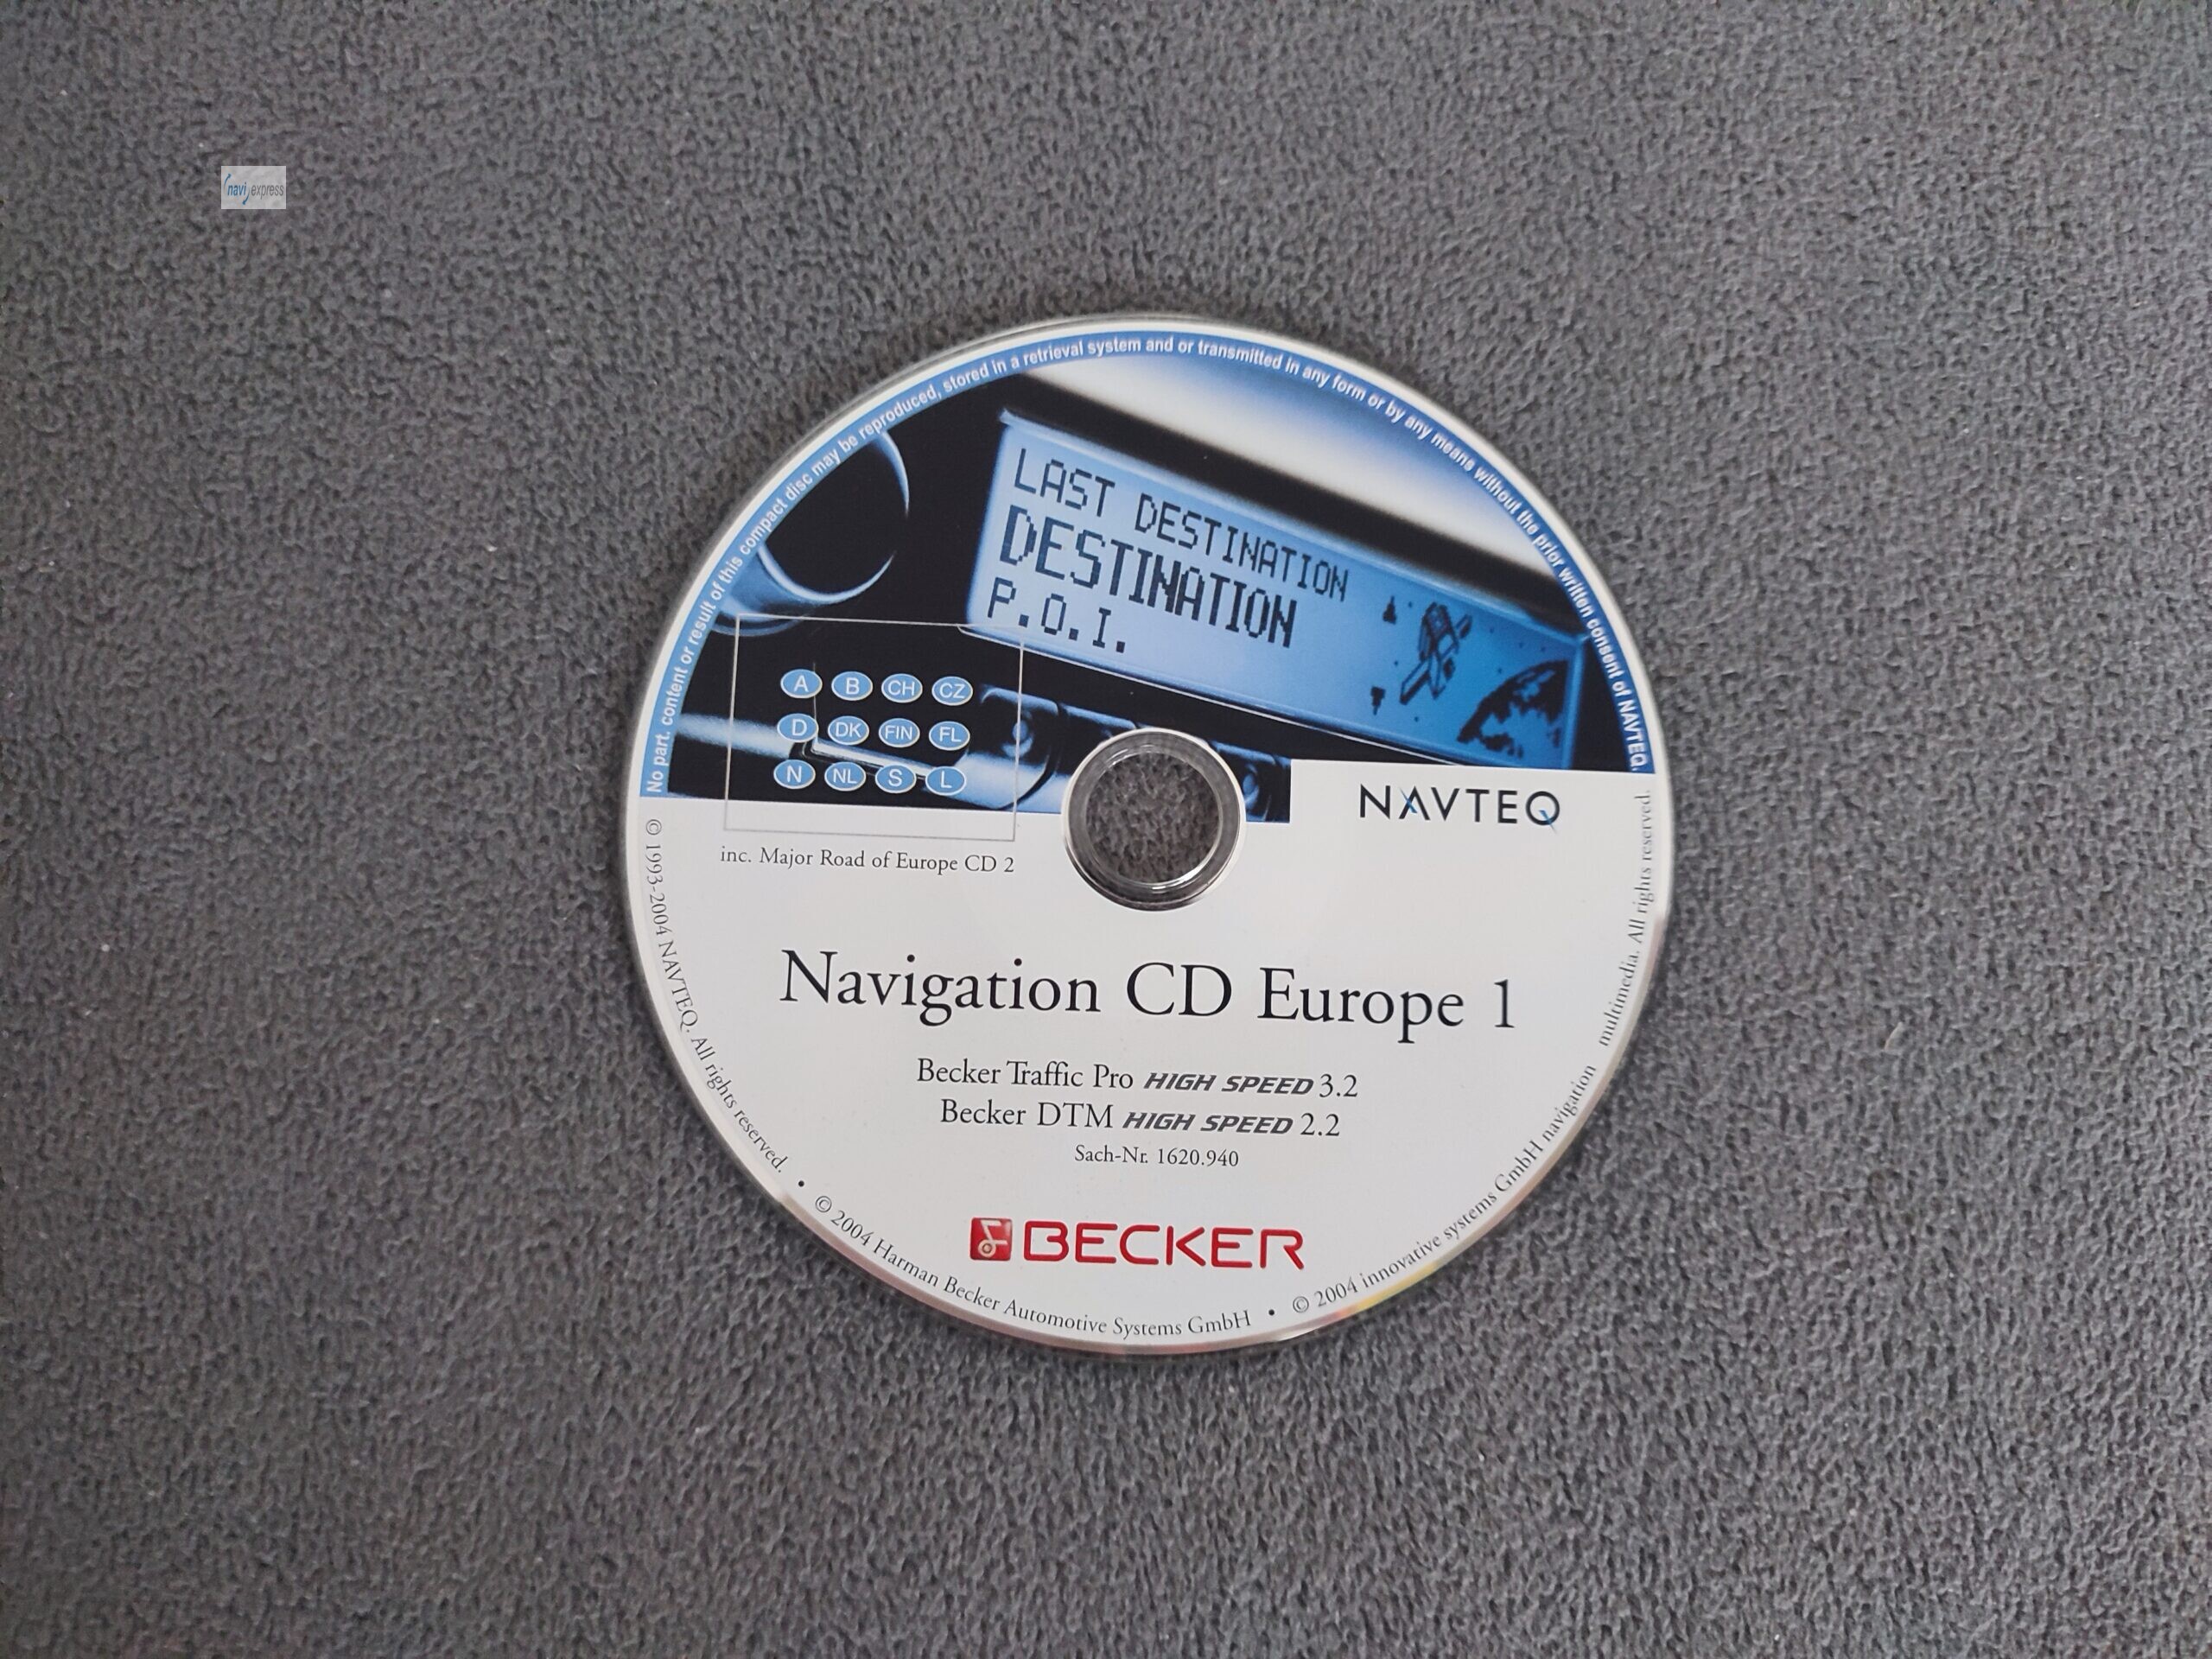 navi express
No part. content or result of this compact disc may be reproduced, stored in a retrieval system and or transmitted in any form or by any means without the prior written consent of NAVTEQ.
LAST DESTINATION
DESTINATION
P.O.I.
A B CH CZ
D DK FIN FL
N NL S L
NAVTEQ
inc. Major Road of Europe CD 2
Navigation CD Europe 1
Becker Traffic Pro HIGH SPEED 3.2
Becker DTM HIGH SPEED 2.2
Sach-Nr. 1620.940
BECKER
© 1993-2004 NAVTEQ. All rights reserved. • © 2004 Harman Becker Automotive Systems GmbH • © 2004 innovative systems GmbH navigation multimedia. All rights reserved.